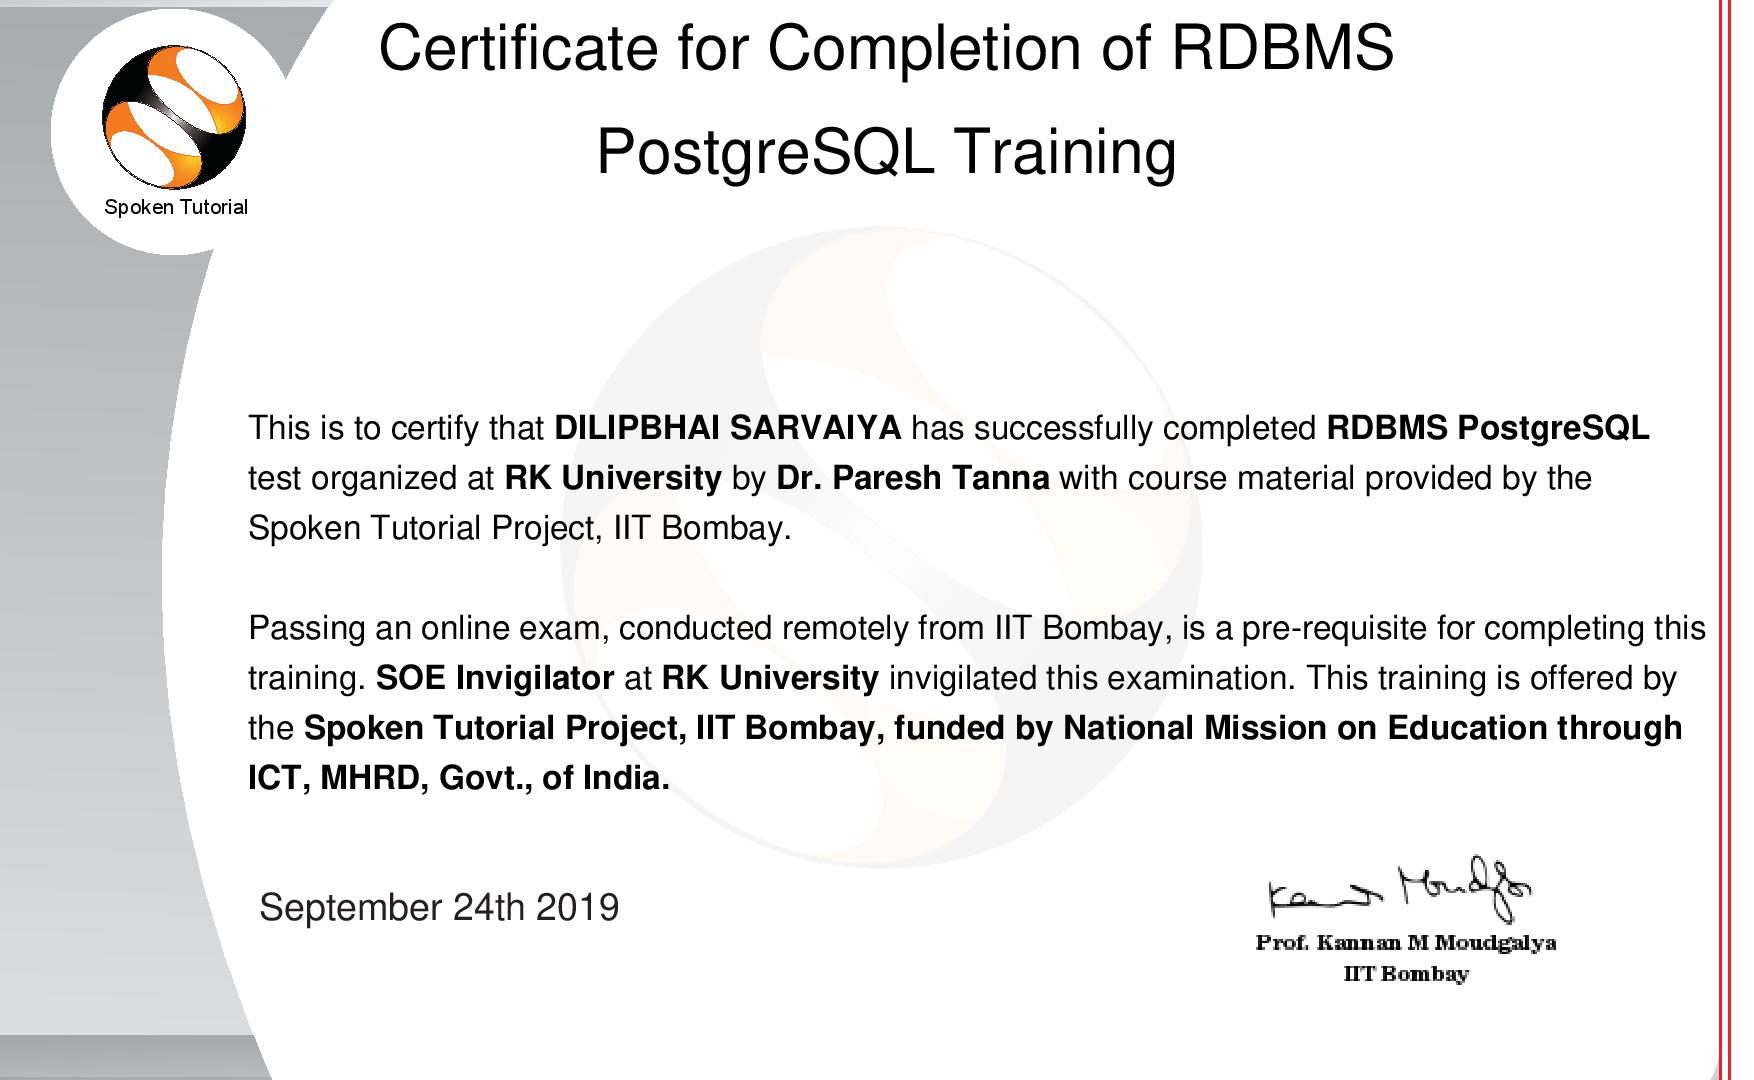 Certificate for Completion of RDBMS
PostgreSQL Training
Spoken Tutorial
This is to certify that DILIPBHAI SARVAIYA has successfully completed RDBMS PostgreSQL
test organized at RK University by Dr. Paresh Tanna with course material provided by the
Spoken Tutorial Project, IIT Bombay.
Passing an online exam, conducted remotely from IIT Bombay, is a pre-requisite for completing this
training. SOE Invigilator at RK University invigilated this examination. This training is offered by
the Spoken Tutorial Project, IIT Bombay, funded by National Mission on Education through
ICT, MHRD, Govt., of India.
September 24th 2019
Prof. Kannan M Moudgalya
IIT Bombay